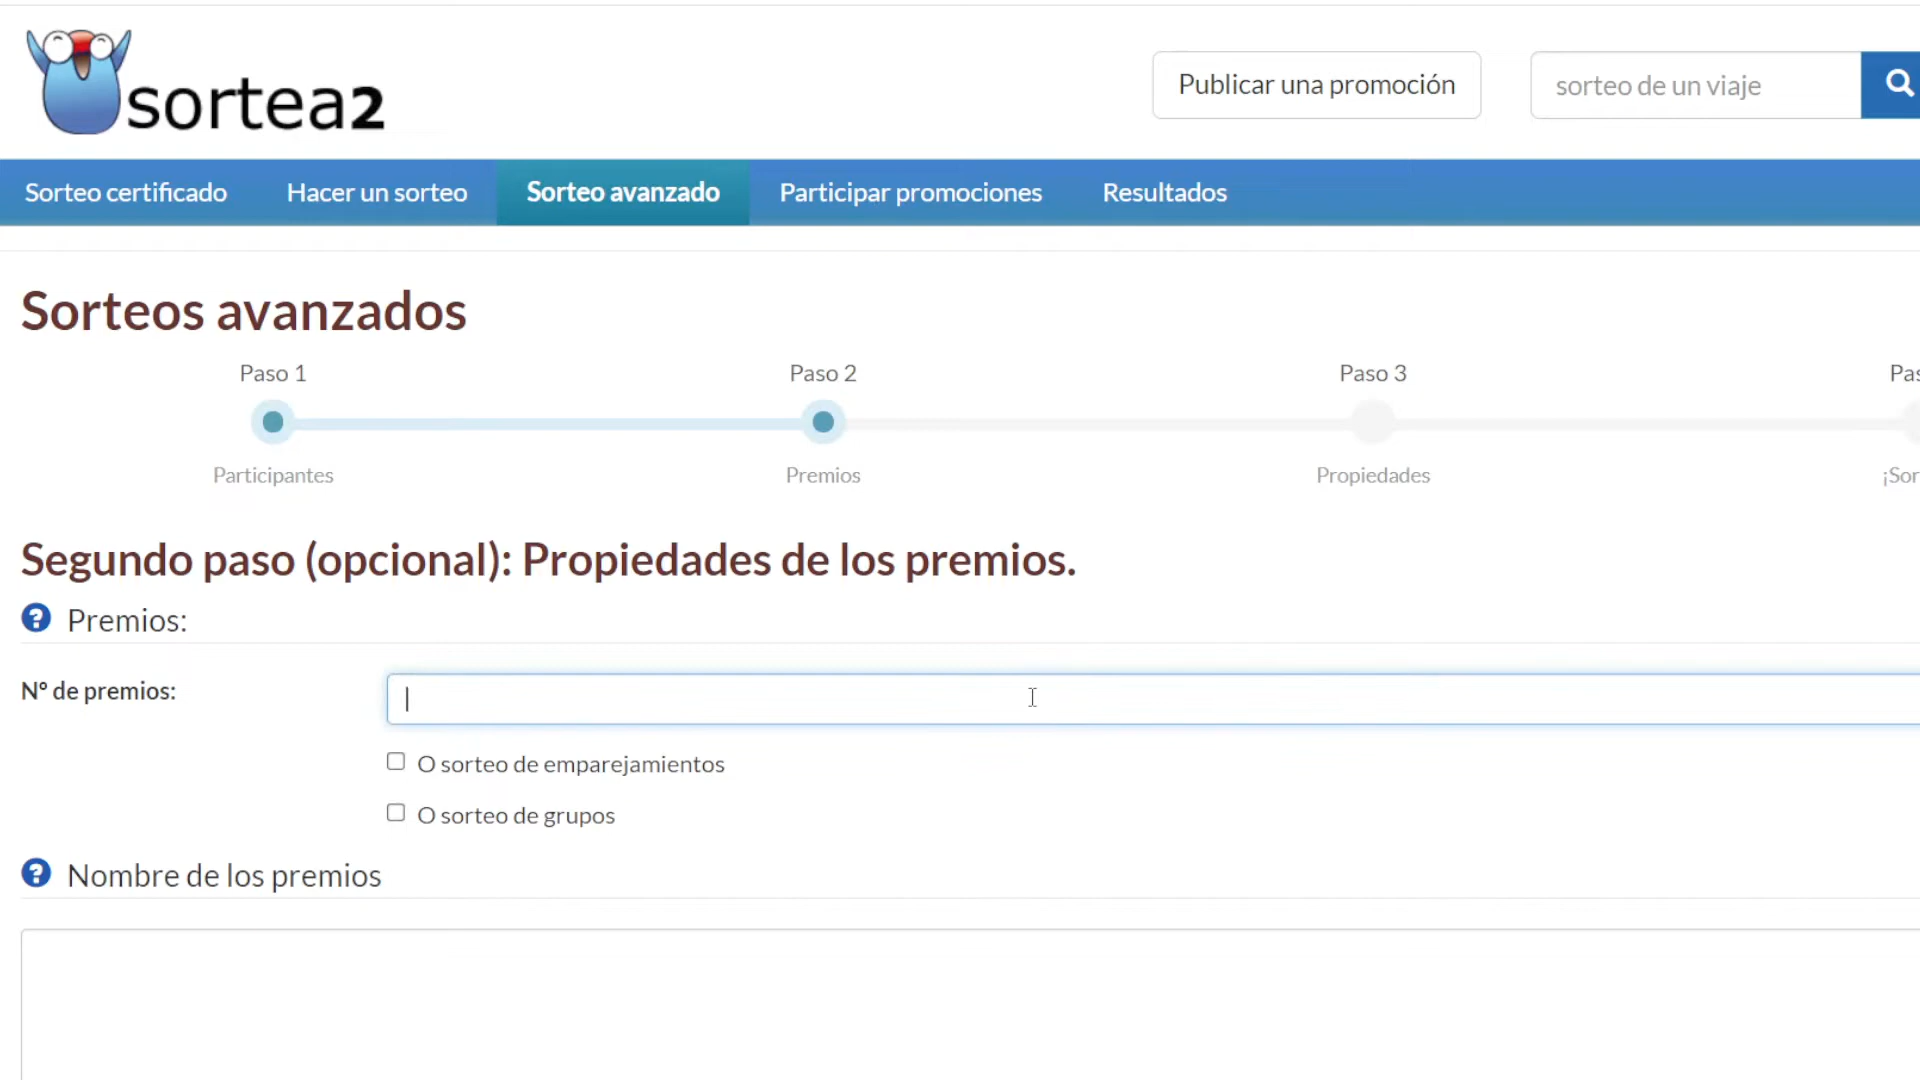 sortea2
Publicar una promoción
sorteo de un viaje
Sorteo certificado
Hacer un sorteo
Sorteo avanzado
Participar promociones
Resultados
Sorteos avanzados
Paso 1
Paso 2
Paso 3
Pas
Participantes
Premios
Propiedades
¡Sor
Segundo paso (opcional): Propiedades de los premios.
? Premios:
Nº de premios:
O sorteo de emparejamientos
O sorteo de grupos
? Nombre de los premios